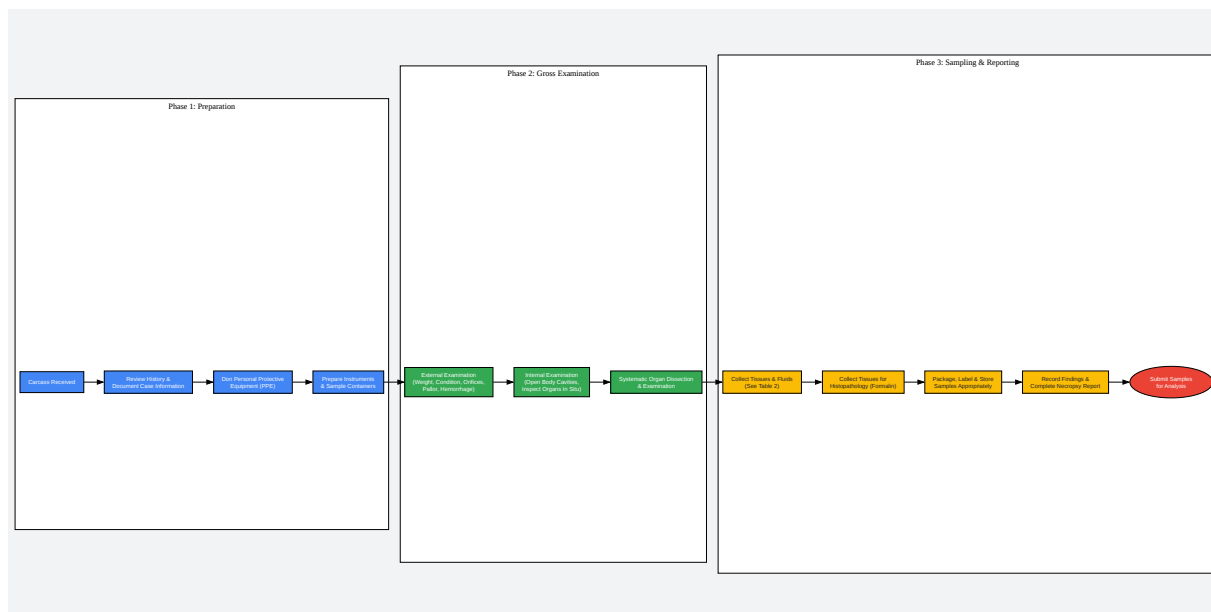 Phase 1: Preparation
Carcass Received
Review History &
Document Case Information
Don Personal Protective
Equipment (PPE)
Prepare Instruments
& Sample Containers
Phase 2: Gross Examination
External Examination
(Weight, Condition, Orifices,
Pallor, Hemorrhage)
Internal Examination
(Open Body Cavities,
Inspect Organs In Situ)
Systematic Organ Dissection
& Examination
Phase 3: Sampling & Reporting
Collect Tissues & Fluids
(See Table 2)
Collect Tissues for
Histopathology (Formalin)
Package, Label & Store
Samples Appropriately
Record Findings &
Complete Necropsy Report
Submit Samples
for Analysis